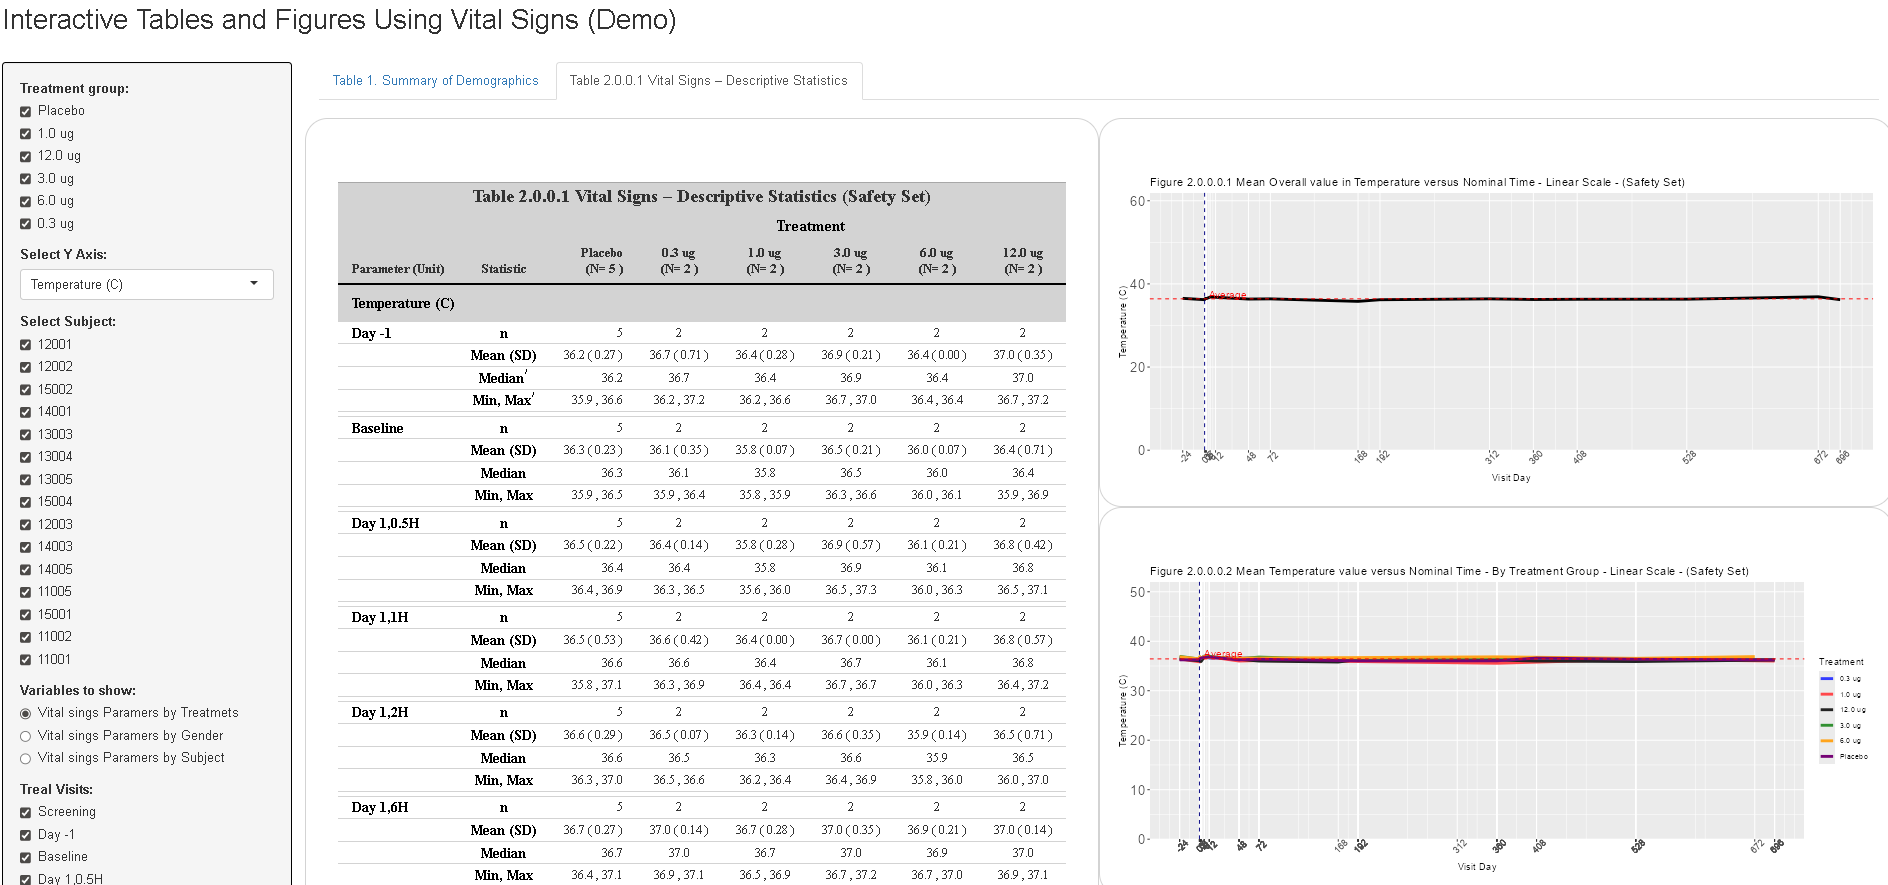 Interactive Tables and Figures Using Vital Signs (Demo)
Treatment group:
Placebo
1.0 ug
12.0 ug
3.0 ug
6.0 ug
0.3 ug
Select Y Axis:
Temperature (C)
Select Subject:
12001
12002
15002
14001
13003
13004
13005
15004
12003
14003
14005
11005
15001
11002
11001
Variables to show:
Vital sings Paramers by Treatmets
Vital sings Paramers by Gender
Vital sings Paramers by Subject
Treal Visits:
Screening
Day -1
Baseline
Day 1,0.5H
Table 1. Summary of Demographics
Table 2.0.0.1 Vital Signs – Descriptive Statistics
Table 2.0.0.1 Vital Signs – Descriptive Statistics (Safety Set)
Treatment
Placebo 0.3 ug 1.0 ug 3.0 ug 6.0 ug 12.0 ug
Parameter (Unit) Statistic (N= 5 ) (N= 2 ) (N= 2 ) (N= 2 ) (N= 2 ) (N= 2 )
Temperature (C)
Day -1 n 5 2 2 2 2 2
Mean (SD) 36.2 ( 0.27 ) 36.7 ( 0.71 ) 36.4 ( 0.28 ) 36.9 ( 0.21 ) 36.4 ( 0.00 ) 37.0 ( 0.35 )
Median 36.2 36.7 36.4 36.9 36.4 37.0
Min, Max 35.9 , 36.6 36.2 , 37.2 36.2 , 36.6 36.7 , 37.0 36.4 , 36.4 36.7 , 37.2
Baseline n 5 2 2 2 2 2
Mean (SD) 36.3 ( 0.23 ) 36.1 ( 0.35 ) 35.8 ( 0.07 ) 36.5 ( 0.21 ) 36.0 ( 0.07 ) 36.4 ( 0.71 )
Median 36.3 36.1 35.8 36.5 36.0 36.4
Min, Max 35.9 , 36.5 35.9 , 36.4 35.8 , 35.9 36.3 , 36.6 36.0 , 36.1 35.9 , 36.9
Day 1,0.5H n 5 2 2 2 2 2
Mean (SD) 36.5 ( 0.22 ) 36.4 ( 0.14 ) 35.8 ( 0.28 ) 36.9 ( 0.57 ) 36.1 ( 0.21 ) 36.8 ( 0.42 )
Median 36.4 36.4 35.8 36.9 36.1 36.8
Min, Max 36.4 , 36.9 36.3 , 36.5 35.6 , 36.0 36.5 , 37.3 36.0 , 36.3 36.5 , 37.1
Day 1,1H n 5 2 2 2 2 2
Mean (SD) 36.5 ( 0.53 ) 36.6 ( 0.42 ) 36.4 ( 0.00 ) 36.7 ( 0.00 ) 36.1 ( 0.21 ) 36.8 ( 0.57 )
Median 36.6 36.6 36.4 36.7 36.1 36.8
Min, Max 35.8 , 37.1 36.3 , 36.9 36.4 , 36.4 36.7 , 36.7 36.0 , 36.3 36.4 , 37.2
Day 1,2H n 5 2 2 2 2 2
Mean (SD) 36.6 ( 0.29 ) 36.5 ( 0.07 ) 36.3 ( 0.14 ) 36.6 ( 0.35 ) 35.9 ( 0.14 ) 36.5 ( 0.71 )
Median 36.6 36.5 36.3 36.6 35.9 36.5
Min, Max 36.3 , 37.0 36.5 , 36.6 36.2 , 36.4 36.4 , 36.9 35.8 , 36.0 36.0 , 37.0
Day 1,6H n 5 2 2 2 2 2
Mean (SD) 36.7 ( 0.27 ) 37.0 ( 0.14 ) 36.7 ( 0.28 ) 37.0 ( 0.35 ) 36.9 ( 0.21 ) 37.0 ( 0.14 )
Median 36.7 37.0 36.7 37.0 36.9 37.0
Min, Max 36.4 , 37.1 36.9 , 37.1 36.5 , 36.9 36.7 , 37.2 36.7 , 37.0 36.9 , 37.1
Figure 2.0.0.0.1 Mean Overall value in Temperature versus Nominal Time - Linear Scale - (Safety Set)
60
40
20
0
Temperature (C)
Average
-24 12 48 72 168 192 312 360 408 528 672 696
Visit Day
Figure 2.0.0.0.2 Mean Temperature value versus Nominal Time - By Treatment Group - Linear Scale - (Safety Set)
50
40
30
20
10
0
Temperature (C)
Average
-24 12 48 72 168 192 312 360 408 528 672 696
Visit Day
Treatment
0.3 ug
1.0 ug
12.0 ug
3.0 ug
6.0 ug
Placebo